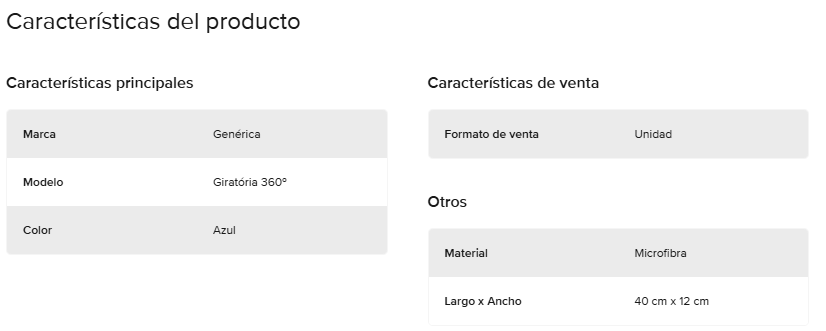 Características del producto
Características principales
Marca Genérica
Modelo Giratória 360º
Color Azul
Características de venta
Formato de venta Unidad
Otros
Material Microfibra
Largo x Ancho 40 cm x 12 cm